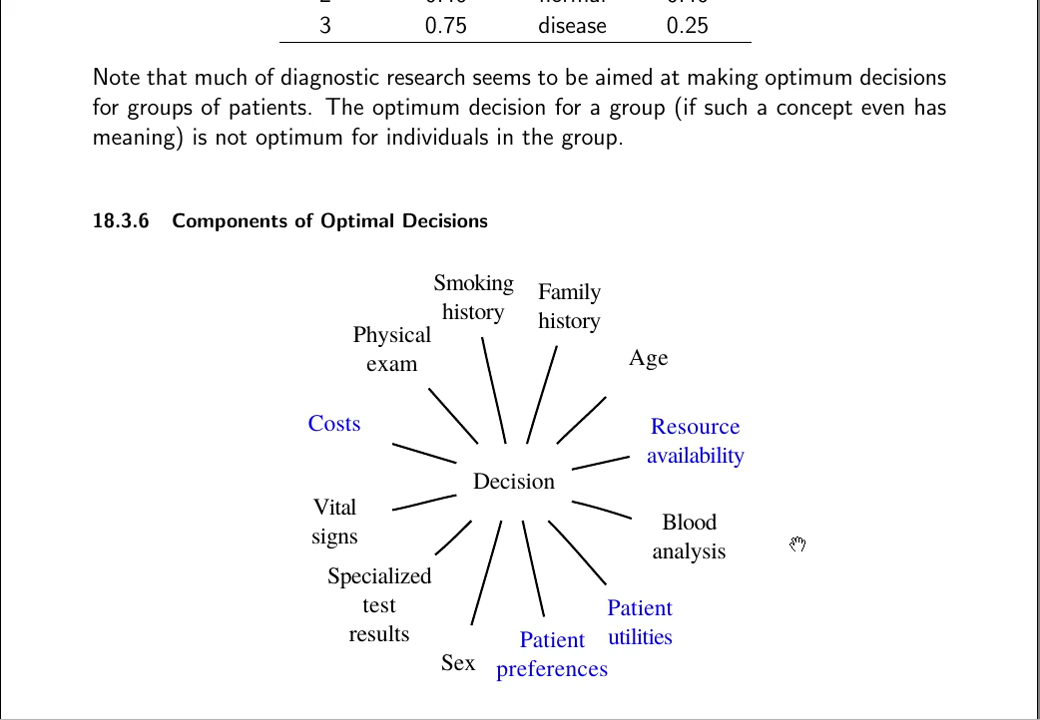 3 0.75 disease 0.25
Note that much of diagnostic research seems to be aimed at making optimum decisions
for groups of patients. The optimum decision for a group (if such a concept even has
meaning) is not optimum for individuals in the group.
18.3.6 Components of Optimal Decisions
Smoking
history
Family
history
Physical
exam
Age
Costs
Resource
availability
Decision
Vital
signs
Blood
analysis
Specialized
test
results
Patient
utilities
Sex
Patient
preferences